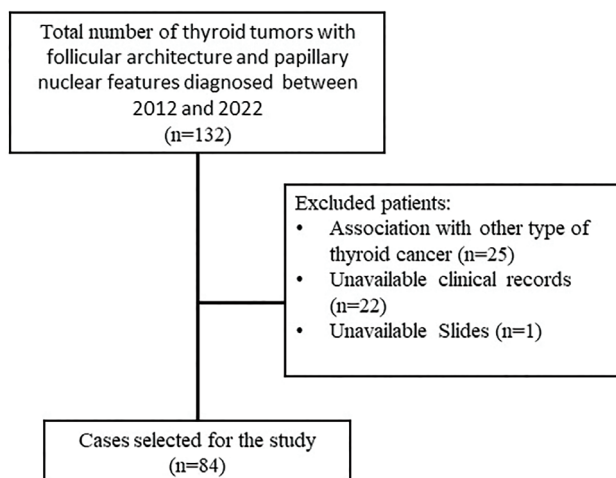 Total number of thyroid tumors with
follicular architecture and papillary
nuclear features diagnosed between
2012 and 2022
(n=132)
Excluded patients:
• Association with other type of
thyroid cancer (n=25)
• Unavailable clinical records
(n=22)
• Unavailable Slides (n=1)
Cases selected for the study
(n=84)